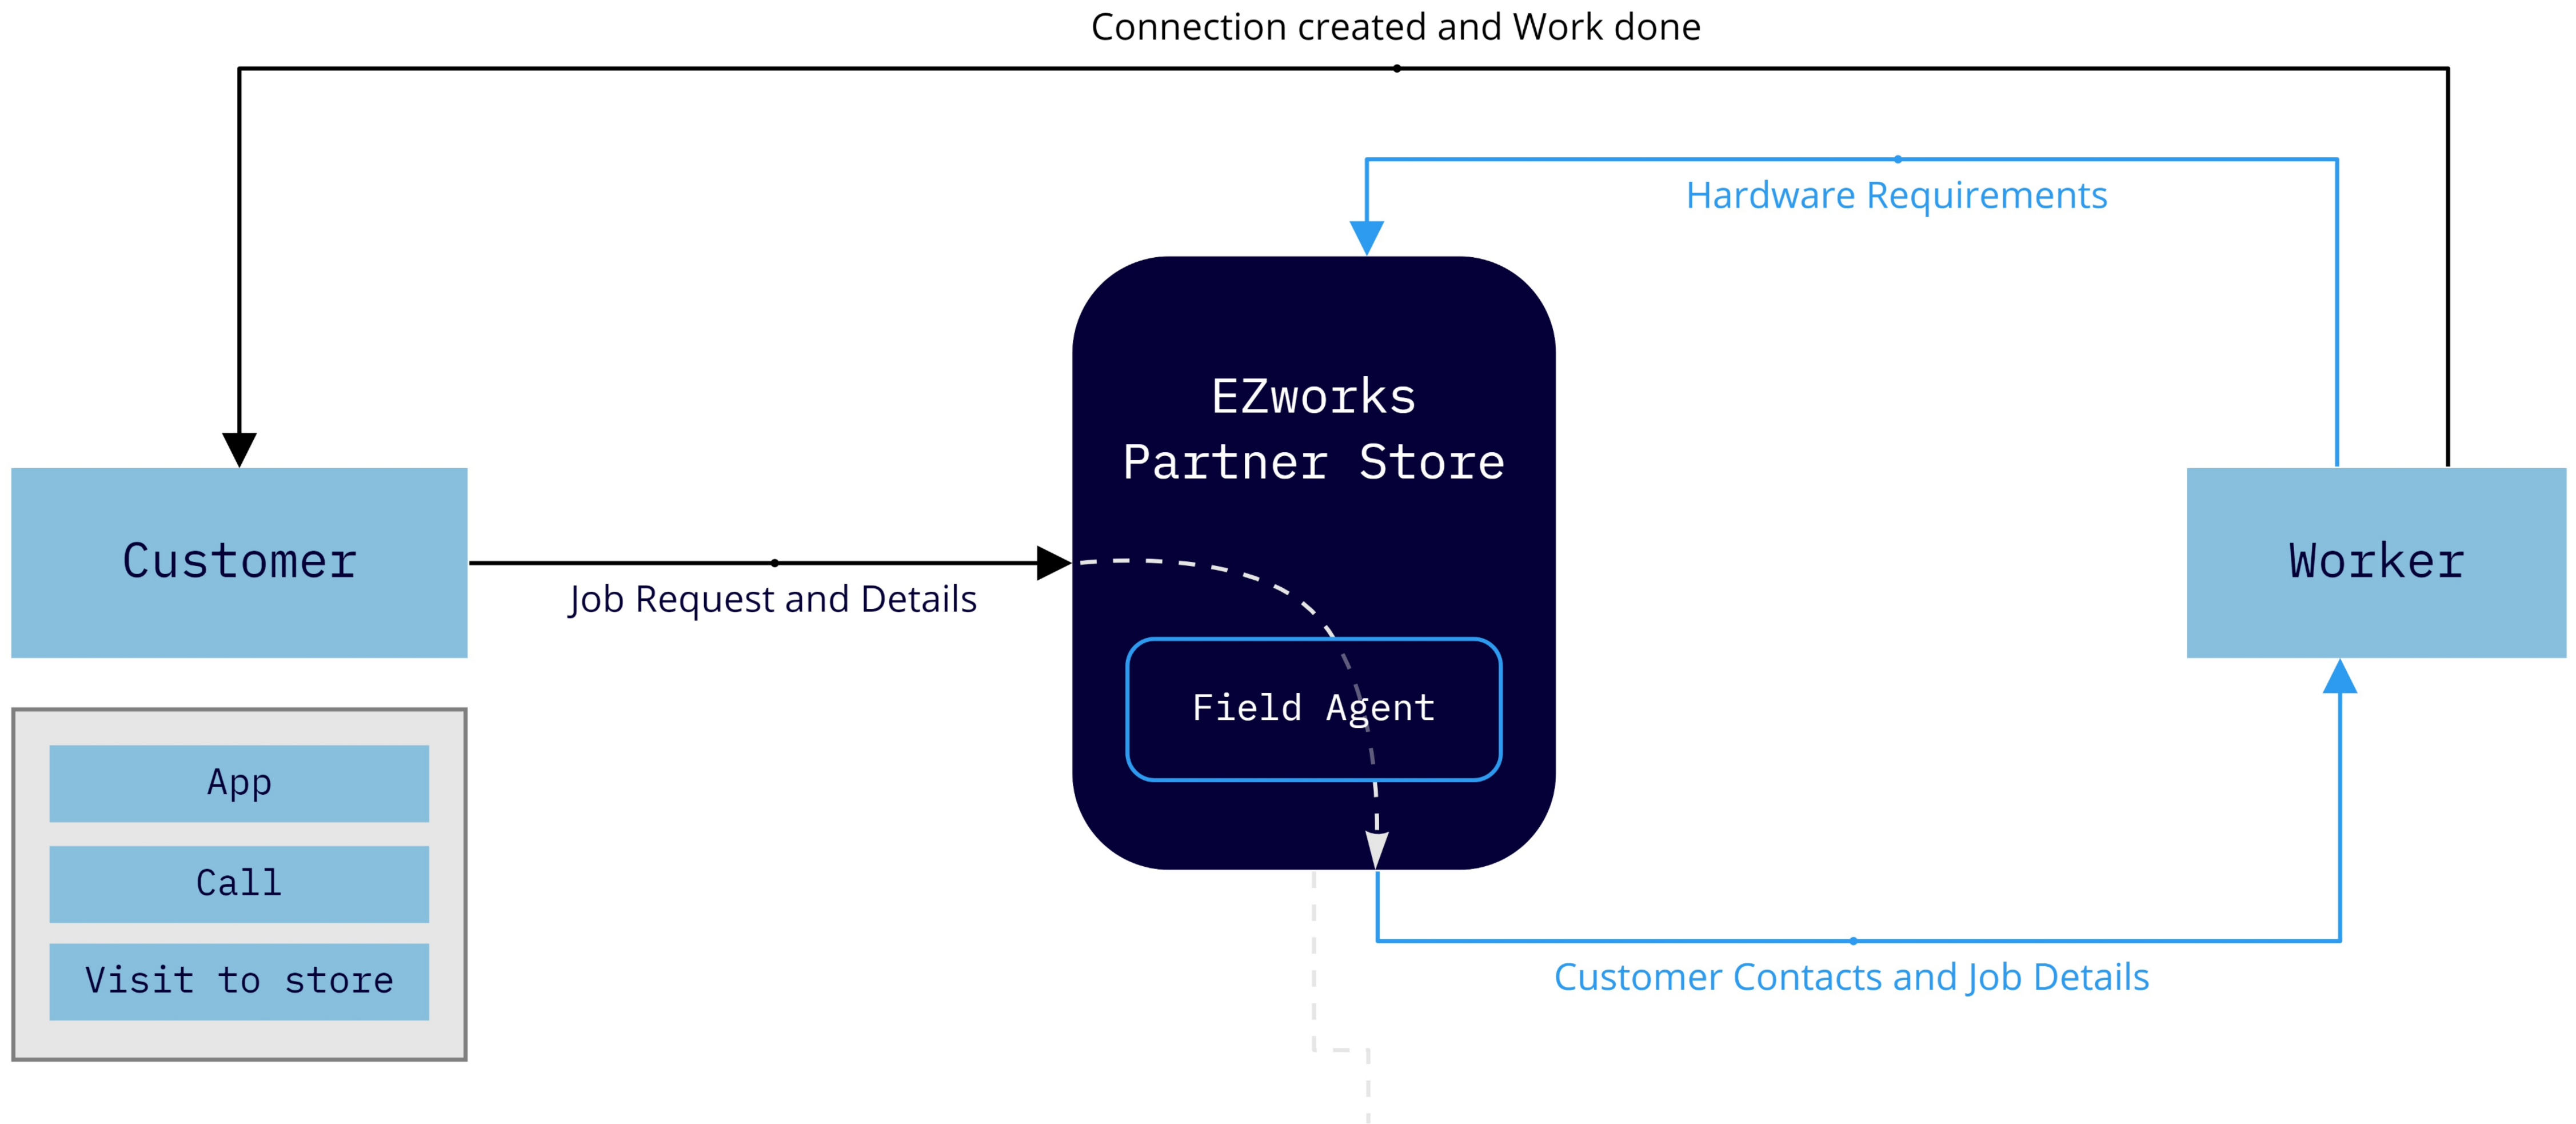 Connection created and Work done
Hardware Requirements
EZworks
Partner Store
Customer
Job Request and Details
Worker
Field Agent
App
Call
Visit to store
Customer Contacts and Job Details